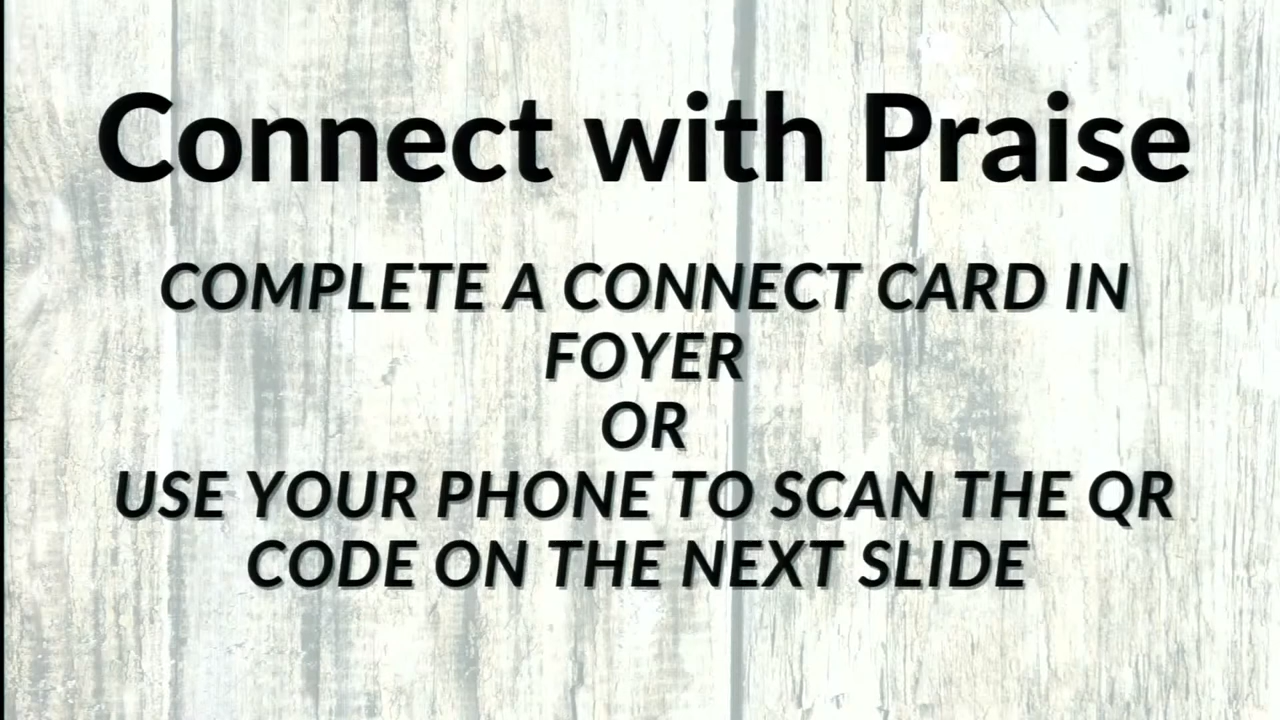 Connect with Praise
COMPLETE A CONNECT CARD IN
FOYER
OR
USE YOUR PHONE TO SCAN THE QR
CODE ON THE NEXT SLIDE